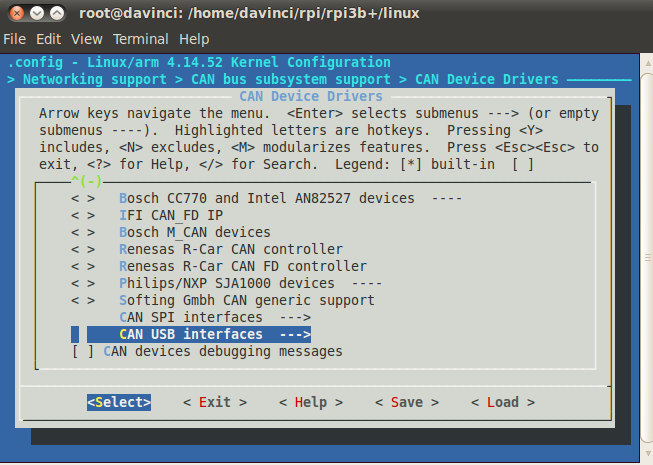 root@davinci: /home/davinci/rpi/rpi3b+/linux
File Edit View Terminal Help
.config - Linux/arm 4.14.52 Kernel Configuration
> Networking support > CAN bus subsystem support > CAN Device Drivers
CAN Device Drivers
Arrow keys navigate the menu. <Enter> selects submenus ---> (or empty
submenus ----). Highlighted letters are hotkeys. Pressing <Y>
includes, <N> excludes, <M> modularizes features. Press <Esc><Esc> to
exit, <?> for Help, </> for Search. Legend: [*] built-in [ ]
^(-)
< > Bosch CC770 and Intel AN82527 devices ----
< > IFI CAN_FD IP
< > Bosch M_CAN devices
< > Renesas R-Car CAN controller
< > Renesas R-Car CAN FD controller
< > Philips/NXP SJA1000 devices ----
< > Softing Gmbh CAN generic support
CAN SPI interfaces --->
CAN USB interfaces --->
[ ] CAN devices debugging messages
<Select> < Exit > < Help > < Save > < Load >